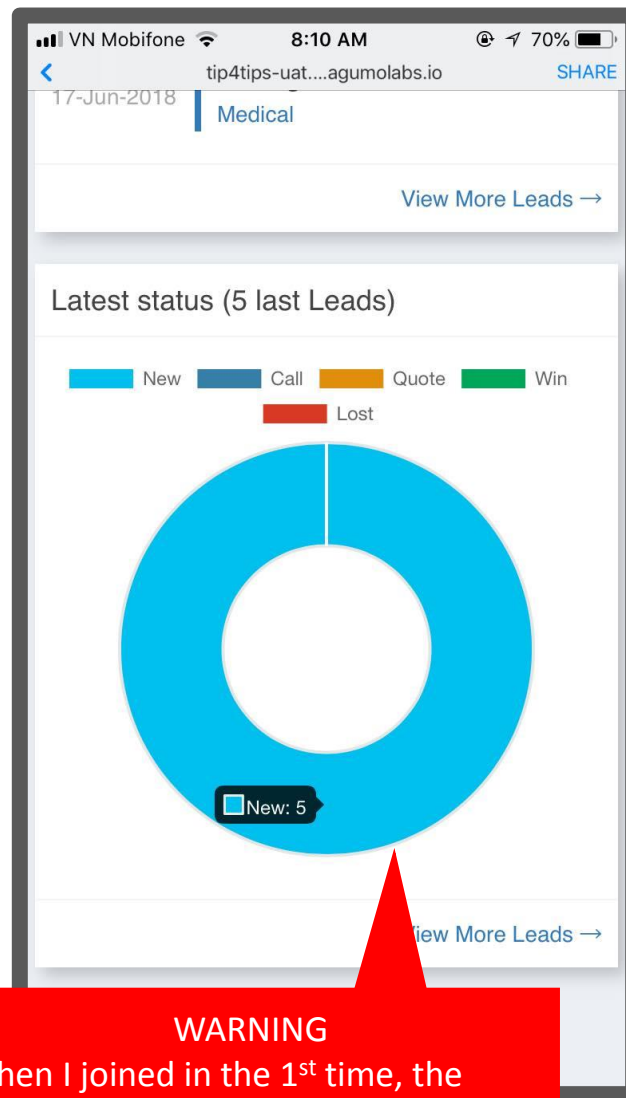 VN Mobifone 8:10 AM 70%
tip4tips-uat....agumolabs.io SHARE
17-Jun-2018
Medical
View More Leads →
Latest status (5 last Leads)
New Call Quote Win
Lost
New: 5
View More Leads →
WARNING
hen I joined in the 1st time, the